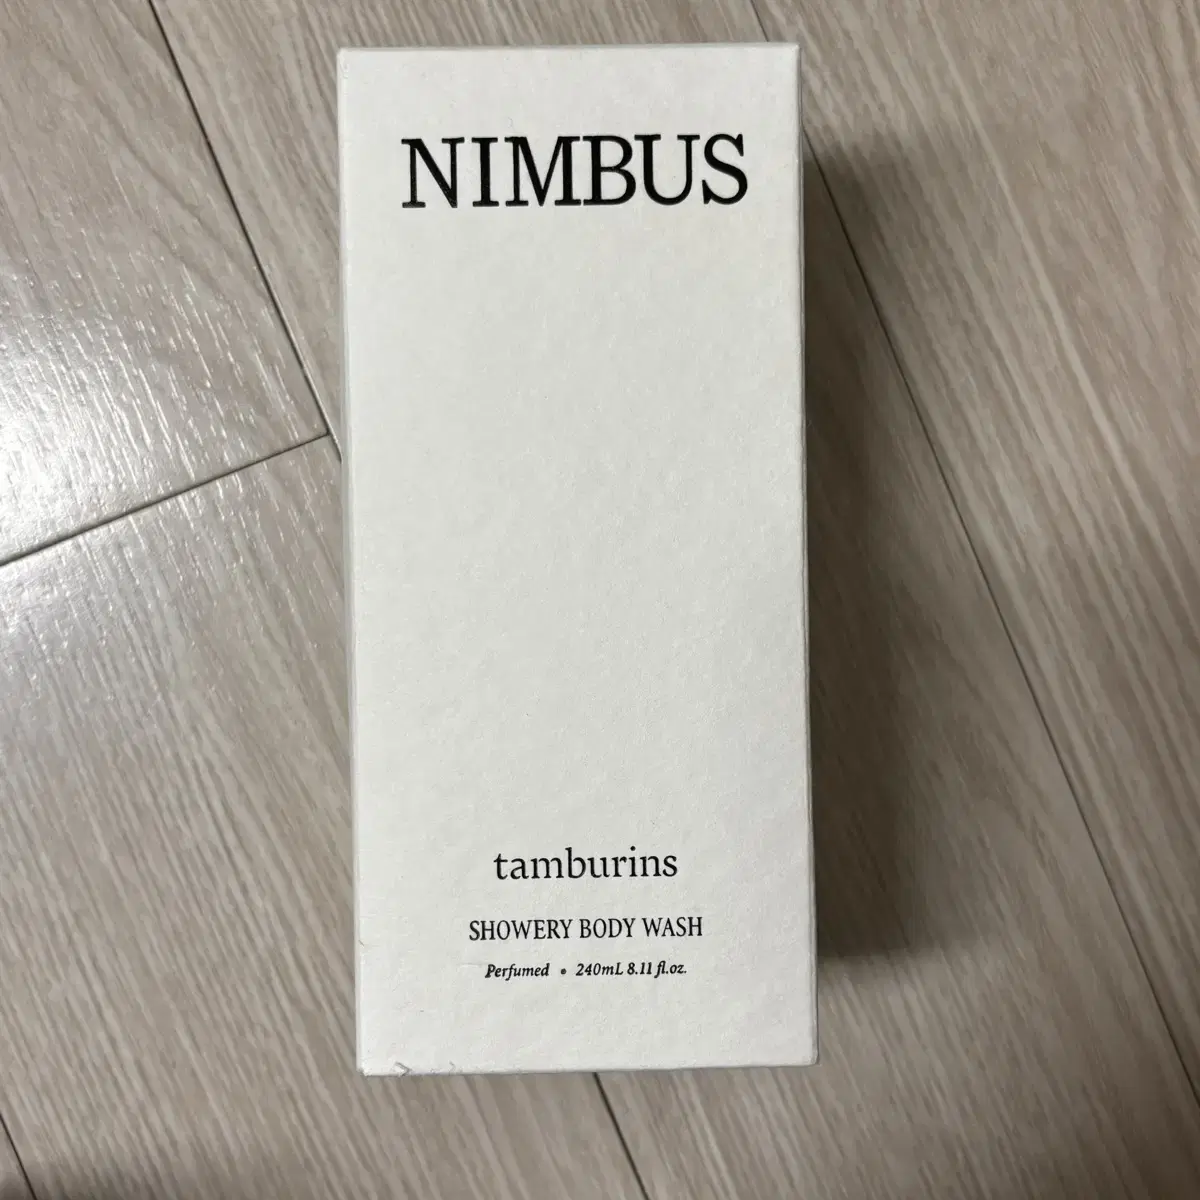 NIMBUS
tamburins
SHOWERY BODY WASH
Perfumed • 240mL 8.11 fl.oz.